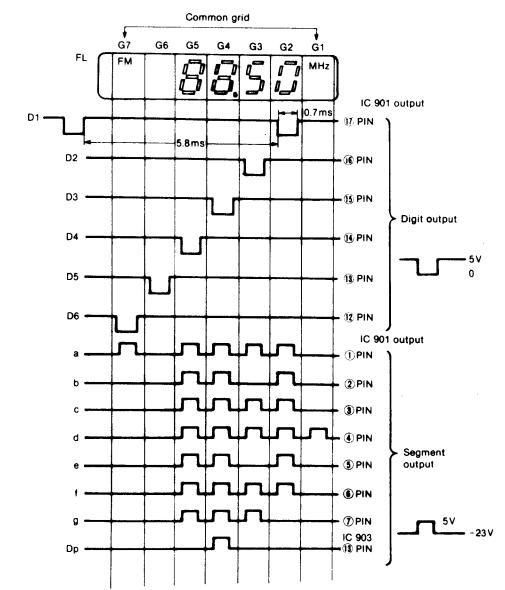 Common grid
G7 G6 G5 G4 G3 G2 G1
FL
FM 88.50 MHz
IC 901 output
D1 0.7ms ⑰ PIN
5.8ms
D2 ⑯ PIN
D3 ⑮ PIN
Digit output
D4 ⑭ PIN
5V
0
D5 ⑬ PIN
D6 ⑫ PIN
IC 901 output
a ① PIN
b ② PIN
c ③ PIN
d ④ PIN
Segment
output
e ⑤ PIN
f ⑥ PIN
g ⑦ PIN
5V
-23V
IC 903
Dp ⑬ PIN